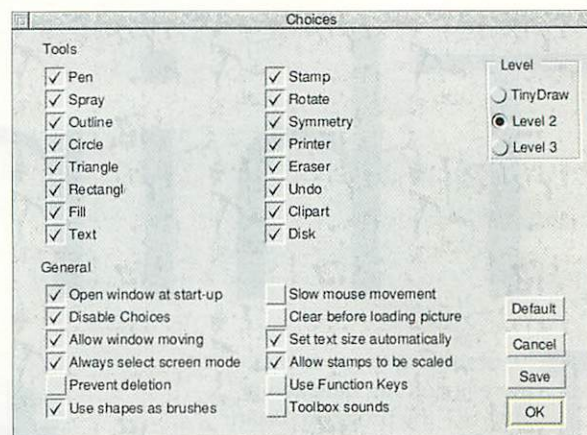 Choices
Tools
Pen
Spray
Outline
Circle
Triangle
Rectangl
Fill
Text
Stamp
Rotate
Symmetry
Printer
Eraser
Undo
Clipart
Disk
Level
TinyDraw
Level 2
Level 3
General
Open window at start-up
Disable Choices
Allow window moving
Always select screen mode
Prevent deletion
Use shapes as brushes
Slow mouse movement
Clear before loading picture
Set text size automatically
Allow stamps to be scaled
Use Function Keys
Toolbox sounds
Default
Cancel
Save
OK